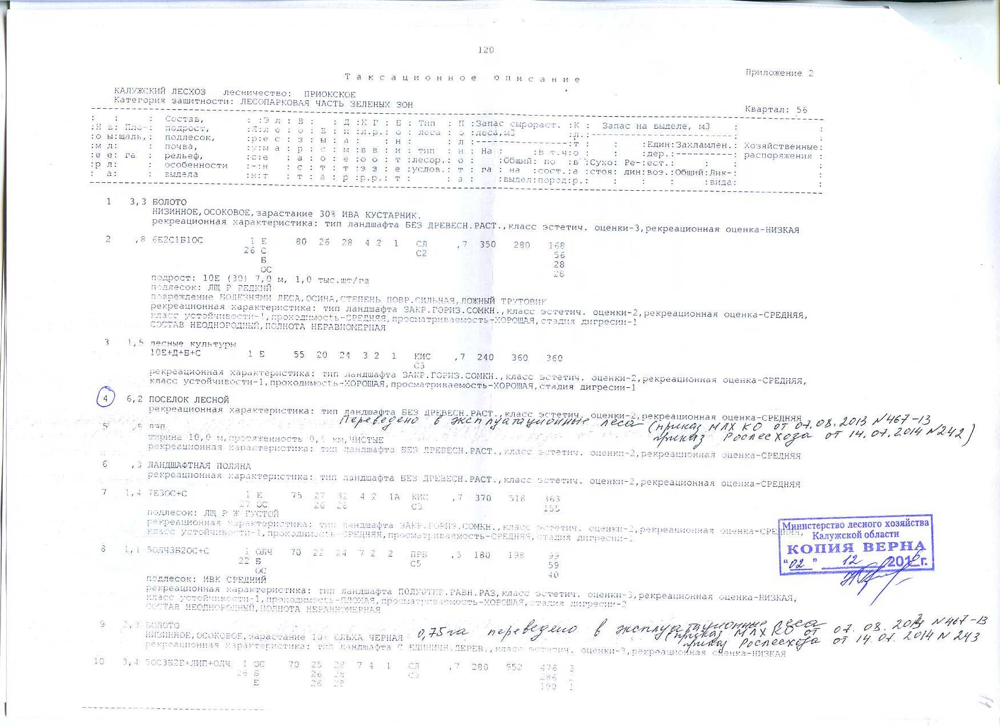 120
Приложение 2
Таксационное описание
КАЛУЖСКИЙ ЛЕСХОЗ лесничество: ПРИОКСКОЕ
Категория защитности: ЛЕСОПАРКОВАЯ ЧАСТЬ ЗЕЛЕНЫХ ЗОН
Квартал: 56
: : : Состав, : :Э л : В : : Д :К Г : Б : Тип : П :Запас сырораст. :К : Запас на выделе, м3 : :
:Н в: Пло-: подрост, :Я:л е : о : В : и :л.р.: о : леса : о :леса,м3 :л.:-------------------------: :
:о ы:щадь,: подлесок, :р:е с : з : ы : а : : н : : л :----------------:т : : :Един:Захламлен.: Хозяйственные:
:м д: : почва, :у:м а : р : с : м :в в : и : тип : н : На : :В т.ч:о : : :дер.:----------: распоряжения :
:е е: га : рельеф, :с:е : а : о : е :о о : т :лесор.: о : :Общий: по :в :Сухо: Ре-:ест.: : : :
:р л: : особенности :-:н : с : т : т :з з : е :услов.: т : га : на :сост.:а :стоя: дин:воз.:Общий:Лик-: :
: а: : выдела :н:т : т : а : р :р.р.: т : : а : :выдел:пород:р.: : : : :вида: :
1 3,3 БОЛОТО
НИЗИННОЕ,ОСОКОВОЕ,зарастание 30% ИВА КУСТАРНИК.
рекреационная характеристика: тип ландшафта БЕЗ ДРЕВЕСН.РАСТ.,класс эстетич. оценки-3,рекреационная оценка-НИЗКАЯ
2 ,8 6Е2С1Б1ОС 1 Е 80 26 28 4 2 1 СЛ ,7 350 280 168
26 С С2 56
Б 28
ОС 28
подрост: 10Е (30) 7,0 м, 1,0 тыс.шт/га
подлесок: ЛЩ Р РЕДКИЙ
повреждение БОЛЕЗНЯМИ ЛЕСА,ОСИНА,СТЕПЕНЬ ПОВР.СИЛЬНАЯ,ЛОЖНЫЙ ТРУТОВИК
рекреационная характеристика: тип ландшафта ЗАКР.ГОРИЗ.СОМКН.,класс эстетич. оценки-2,рекреационная оценка-СРЕДНЯЯ,
класс устойчивости-1,проходимость-СРЕДНЯЯ,просматриваемость-ХОРОШАЯ,стадия дигресии-1
СОСТАВ НЕОДНОРОДНЫЙ,ПОЛНОТА НЕРАВНОМЕРНАЯ
3 1,5 лесные культуры
10Е+Д+Б+С 1 Е 55 20 24 3 2 1 КИС ,7 240 360 360
С3
рекреационная характеристика: тип ландшафта ЗАКР.ГОРИЗ.СОМКН.,класс эстетич. оценки-2,рекреационная оценка-СРЕДНЯЯ,
класс устойчивости-1,проходимость-ХОРОШАЯ,просматриваемость-ХОРОШАЯ,стадия дигресии-1
4 6,2 ПОСЕЛОК ЛЕСНОЙ
рекреационная характеристика: тип ландшафта БЕЗ ДРЕВЕСН.РАСТ.,класс эстетич. оценки-2,рекреационная оценка-СРЕДНЯЯ
Переведено в эксплуатационные леса (приказ МЛХ КО от 07.08.2013 N467-13
приказ Рослесхоза от 14.07.2014 N242)
5 ,5 ЛЭП
ширина 10,0 м,протяженность 0,5 км,ЧИСТЫЕ
рекреационная характеристика: тип ландшафта БЕЗ ДРЕВЕСН.РАСТ.,класс эстетич. оценки-2,рекреационная оценка-СРЕДНЯЯ
6 ,3 ЛАНДШАФТНАЯ ПОЛЯНА
рекреационная характеристика: тип ландшафта БЕЗ ДРЕВЕСН.РАСТ.,класс эстетич. оценки-2,рекреационная оценка-СРЕДНЯЯ
7 1,4 7Е3ОС+С 1 Е 75 27 32 4 2 1А КИС ,7 370 518 363
27 ОС 26 28 С3 155
подлесок: ЛЩ Р Ж ГУСТОЙ
рекреационная характеристика: тип ландшафта ЗАКР.ГОРИЗ.СОМКН.,класс эстетич. оценки-2,рекреационная оценка-СРЕДНЯЯ,
класс устойчивости-1,проходимость-СРЕДНЯЯ,просматриваемость-СРЕДНЯЯ,стадия дигресии-1
8 1,1 5ОЛЧ3Б2ОС+С 1 ОЛЧ 70 22 24 7 2 2 ПРБ ,5 180 198 99
22 Б С5 59
ОС 40
подлесок: ИВК СРЕДНИЙ
рекреационная характеристика: тип ландшафта ПОЛУОТКР.РАВН.РАЗ,класс эстетич. оценки-3,рекреационная оценка-НИЗКАЯ,
класс устойчивости-1,проходимость-ПЛОХАЯ,просматриваемость-ХОРОШАЯ,стадия дигресии-2
СОСТАВ НЕОДНОРОДНЫЙ,ПОЛНОТА НЕРАВНОМЕРНАЯ
Министерство лесного хозяйства
Калужской области
КОПИЯ ВЕРНА
"02" 12 2016 г.
9 2,3 БОЛОТО
НИЗИННОЕ,ОСОКОВОЕ,зарастание 10% ОЛЬХА ЧЕРНАЯ
0,75га переведено в эксплуатационные леса
(приказ МЛХ КО от 07.08.2013 N467-13
приказ Рослесхоза от 14.07.2014 N 243
рекреационная характеристика: тип ландшафта С ЕДИНИЧН.ДЕРЕВ.,класс эстетич. оценки-3,рекреационная оценка-НИЗКАЯ
10 3,4 5ОС3Б2Е+ЛИП+ОЛЧ 1 ОС 70 25 28 7 4 1 СЛ ,7 280 952 476 3
26 Б 26 28 С3 286
Е 26 28 190